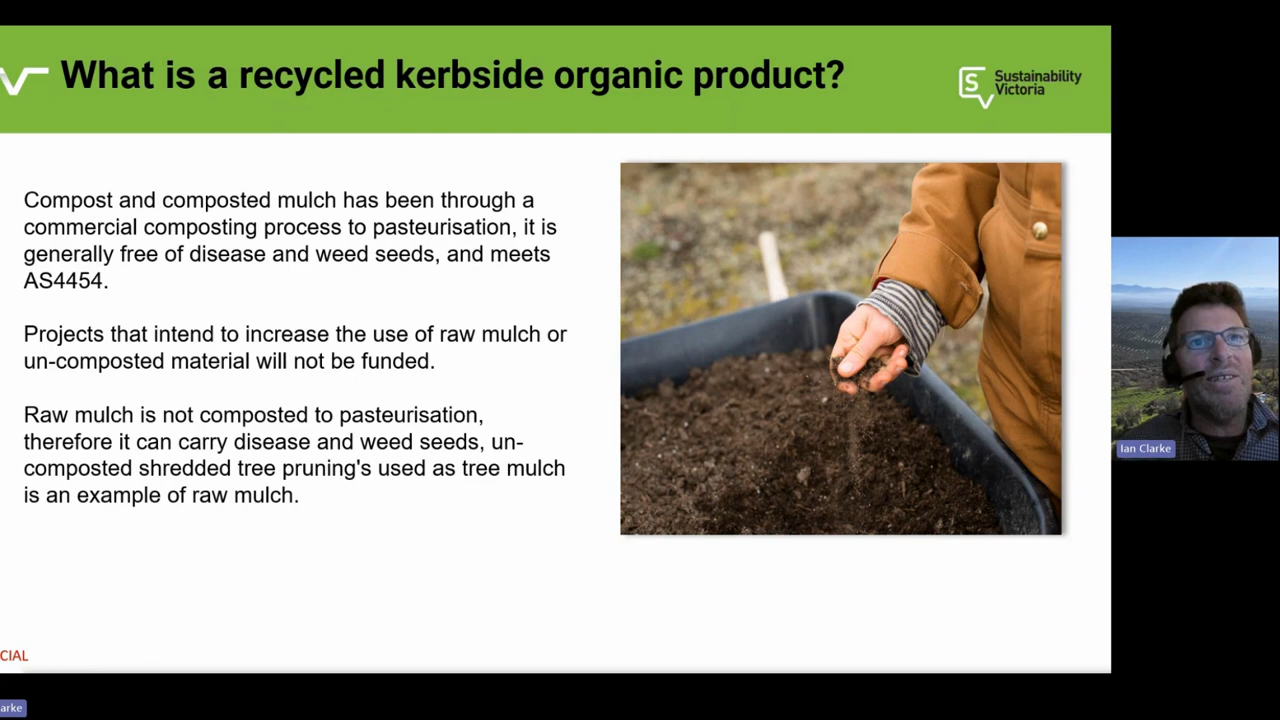 What is a recycled kerbside organic product?
Sustainability
Victoria
Compost and composted mulch has been through a
commercial composting process to pasteurisation, it is
generally free of disease and weed seeds, and meets
AS4454.
Projects that intend to increase the use of raw mulch or
un-composted material will not be funded.
Raw mulch is not composted to pasteurisation,
therefore it can carry disease and weed seeds, un-
composted shredded tree pruning's used as tree mulch
is an example of raw mulch.
Ian Clarke
CIAL
arke